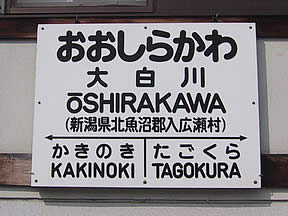 おおしらかわ
大白川
ŌSHIRAKAWA
(新潟県北魚沼郡入広瀬村)
かきのき たごくら
KAKINOKI TAGOKURA